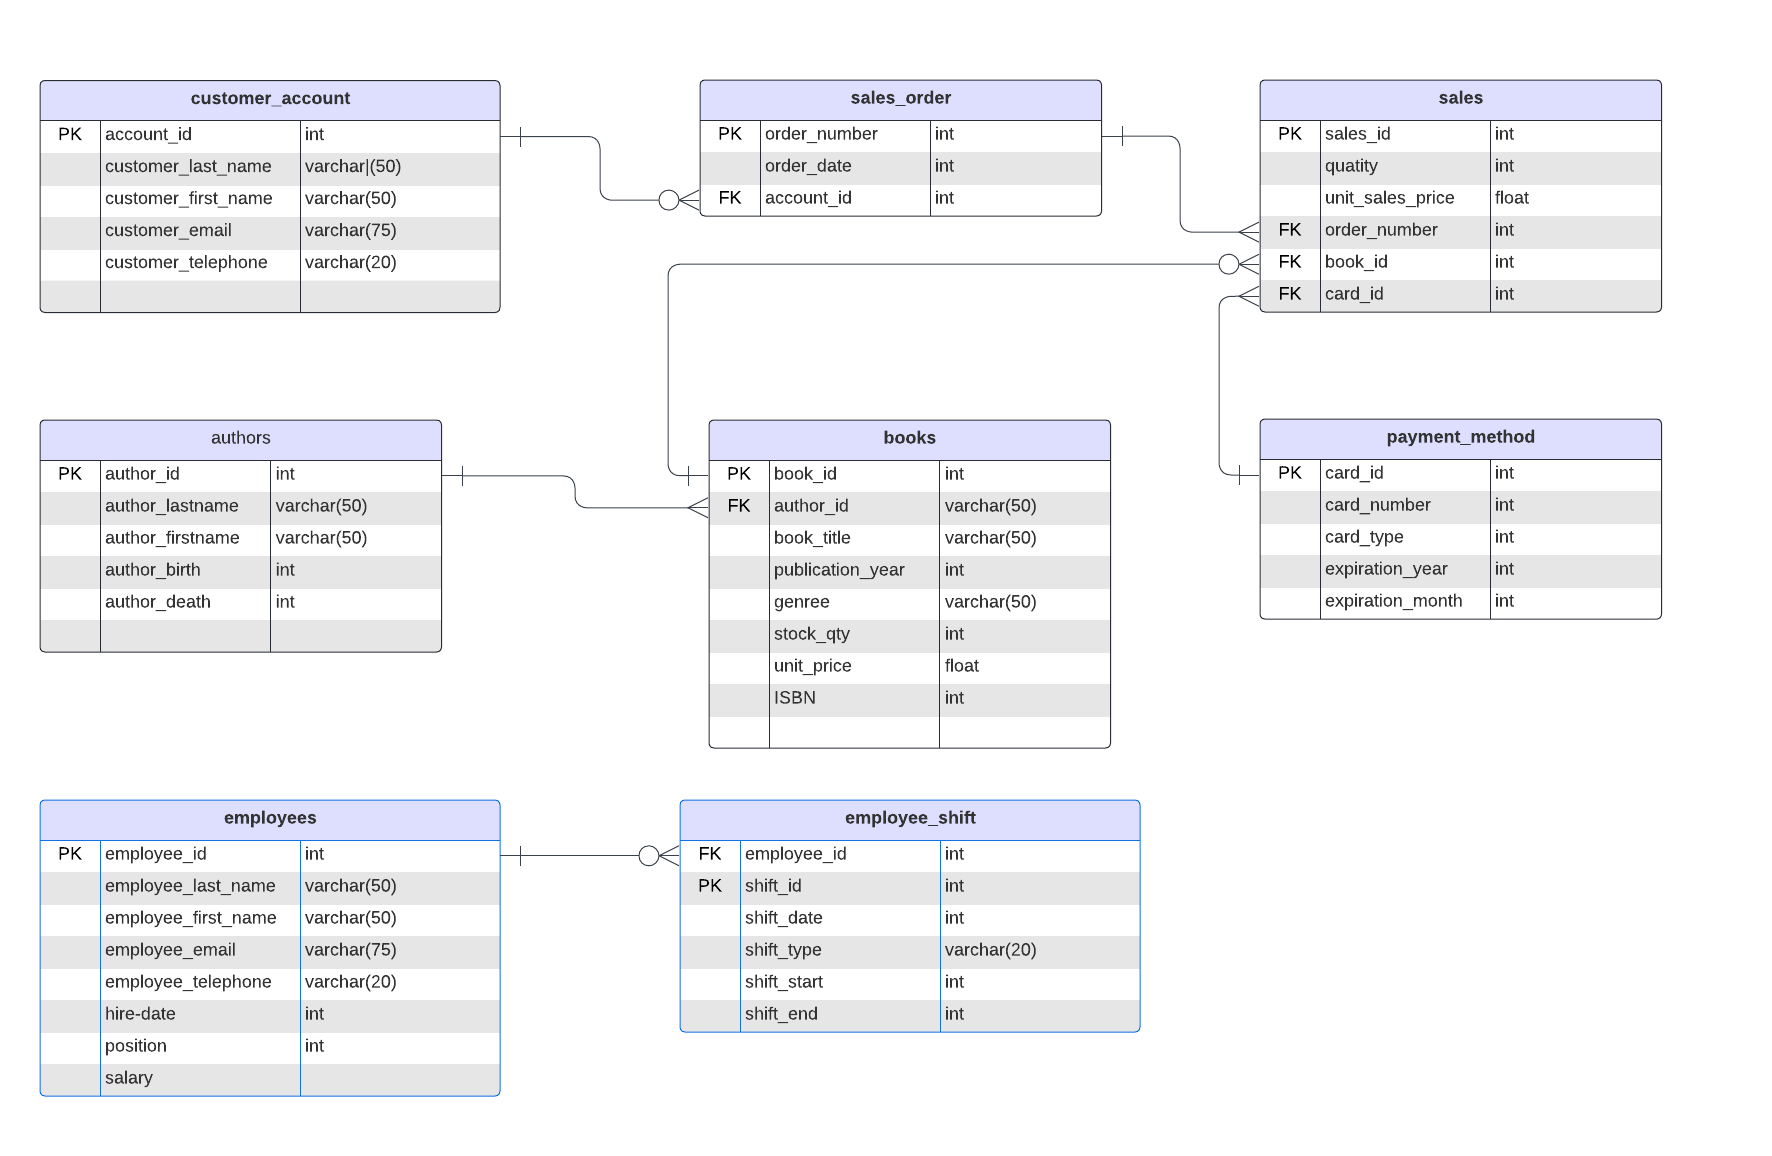 customer_account
PK account_id int
customer_last_name varchar|(50)
customer_first_name varchar(50)
customer_email varchar(75)
customer_telephone varchar(20)
sales_order
PK order_number int
order_date int
FK account_id int
sales
PK sales_id int
quatity int
unit_sales_price float
FK order_number int
FK book_id int
FK card_id int
authors
PK author_id int
author_lastname varchar(50)
author_firstname varchar(50)
author_birth int
author_death int
books
PK book_id int
FK author_id varchar(50)
book_title varchar(50)
publication_year int
genree varchar(50)
stock_qty int
unit_price float
ISBN int
payment_method
PK card_id int
card_number int
card_type int
expiration_year int
expiration_month int
employees
PK employee_id int
employee_last_name varchar(50)
employee_first_name varchar(50)
employee_email varchar(75)
employee_telephone varchar(20)
hire-date int
position int
salary
employee_shift
FK employee_id int
PK shift_id int
shift_date int
shift_type varchar(20)
shift_start int
shift_end int